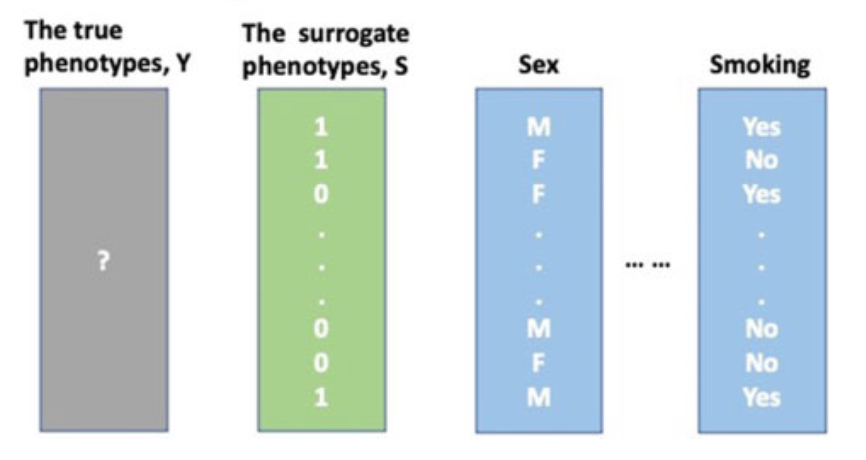 The true
phenotypes, Y
The surrogate
phenotypes, S
Sex
Smoking
?
1
1
0
.
.
.
0
0
1
M
F
F
.
.
.
M
F
M
... ...
Yes
No
Yes
.
.
.
No
No
Yes